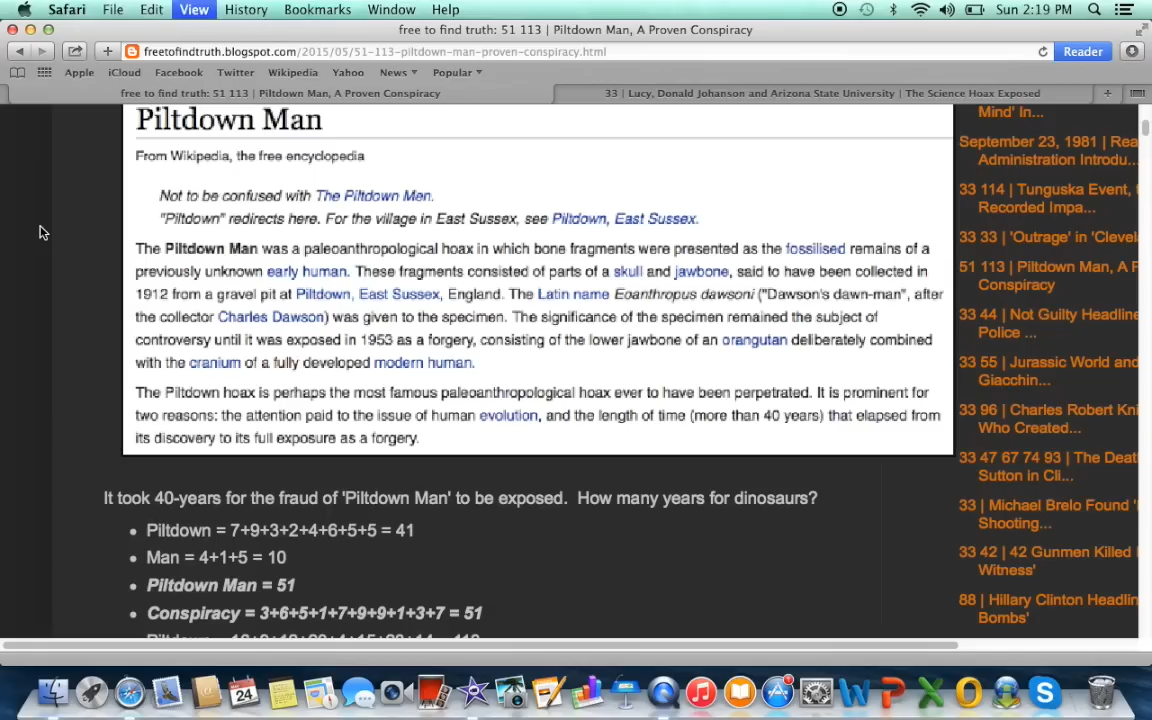 Safari File Edit View History Bookmarks Window Help Sun 2:19 PM
free to find truth: 51 113 | Piltdown Man, A Proven Conspiracy
freetofindtruth.blogspot.com/2015/05/51-113-piltdown-man-proven-conspiracy.html Reader
Apple iCloud Facebook Twitter Wikipedia Yahoo News Popular
free to find truth: 51 113 | Piltdown Man, A Proven Conspiracy
33 | Lucy, Donald Johanson and Arizona State University | The Science Hoax Exposed
Piltdown Man
From Wikipedia, the free encyclopedia
Not to be confused with The Piltdown Men.
"Piltdown" redirects here. For the village in East Sussex, see Piltdown, East Sussex.
The Piltdown Man was a paleoanthropological hoax in which bone fragments were presented as the fossilised remains of a
previously unknown early human. These fragments consisted of parts of a skull and jawbone, said to have been collected in
1912 from a gravel pit at Piltdown, East Sussex, England. The Latin name Eoanthropus dawsoni ("Dawson's dawn-man", after
the collector Charles Dawson) was given to the specimen. The significance of the specimen remained the subject of
controversy until it was exposed in 1953 as a forgery, consisting of the lower jawbone of an orangutan deliberately combined
with the cranium of a fully developed modern human.
The Piltdown hoax is perhaps the most famous paleoanthropological hoax ever to have been perpetrated. It is prominent for
two reasons: the attention paid to the issue of human evolution, and the length of time (more than 40 years) that elapsed from
its discovery to its full exposure as a forgery.
It took 40-years for the fraud of 'Piltdown Man' to be exposed. How many years for dinosaurs?
• Piltdown = 7+9+3+2+4+6+5+5 = 41
• Man = 4+1+5 = 10
• Piltdown Man = 51
• Conspiracy = 3+6+5+1+7+9+9+1+3+7 = 51
Mind' In...
September 23, 1981 | Rea
Administration Introdu...
33 114 | Tunguska Event,
Recorded Impa...
33 33 | 'Outrage' in 'Clevel
51 113 | Piltdown Man, A P
Conspiracy
33 44 | Not Guilty Headline
Police ...
33 55 | Jurassic World and
Giacchin...
33 96 | Charles Robert Kni
Who Created...
33 47 67 74 93 | The Death
Sutton in Cli...
33 | Michael Brelo Found '
Shooting...
33 42 | 42 Gunmen Killed
Witness'
88 | Hillary Clinton Headlin
Bombs'